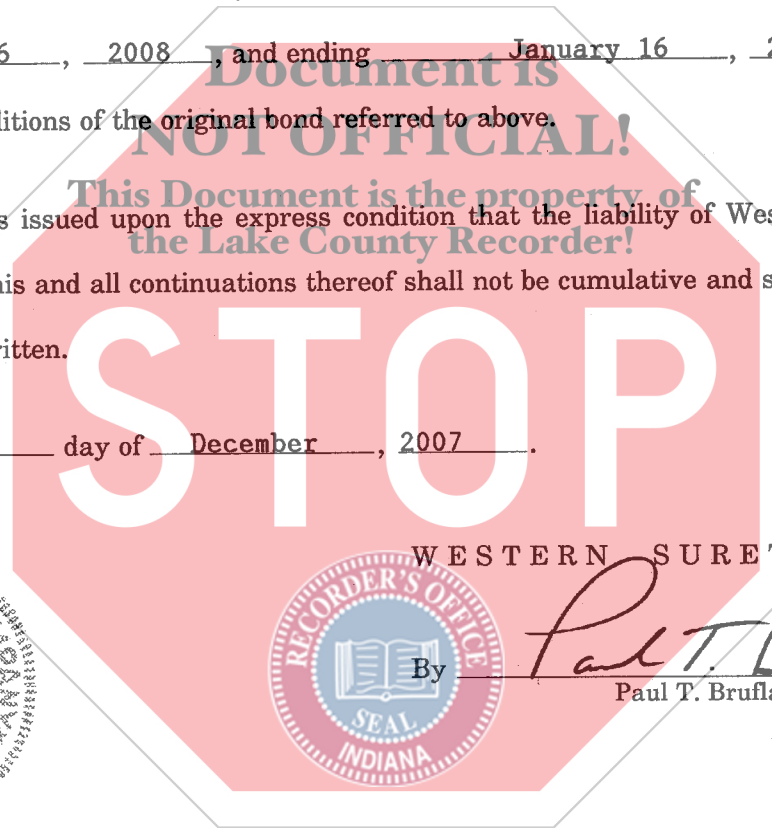 6, 2008, and ending January 16, 2
Document is
ditions of the original bond referred to above.
NOT OFFICIAL!
This Document is the property of
s issued upon the express condition that the liability of Wes
the Lake County Recorder!
his and all continuations thereof shall not be cumulative and s
ritten.
STOP
day of December, 2007.
WESTERN SURET
RECORDER'S OFFICE
SEAL
INDIANA
Paul T.
By
Paul T. Brufla